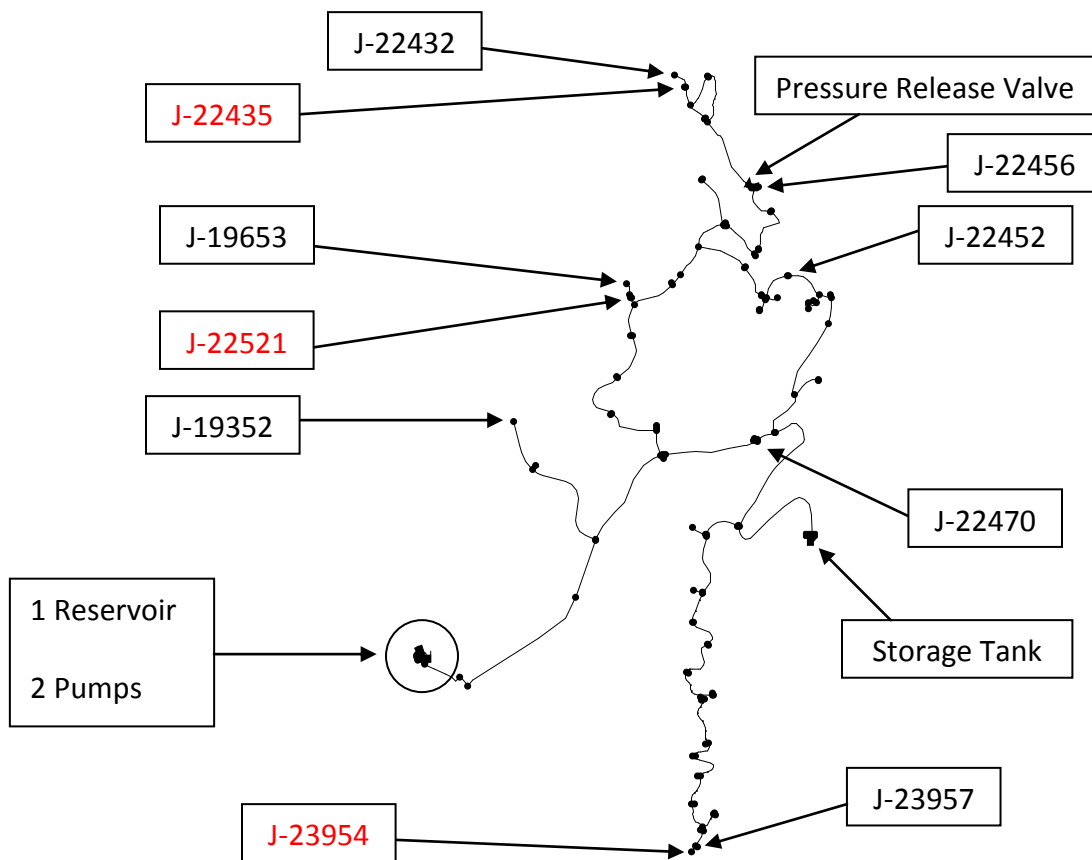 J-22432
Pressure Release Valve
J-22435
J-22456
J-19653
J-22452
J-22521
J-19352
J-22470
1 Reservoir
2 Pumps
Storage Tank
J-23957
J-23954